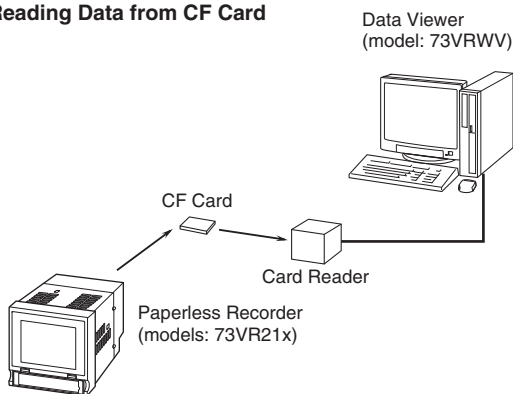 Reading Data from CF Card
Data Viewer
(model: 73VRWV)
CF Card
Card Reader
Paperless Recorder
(models: 73VR21x)